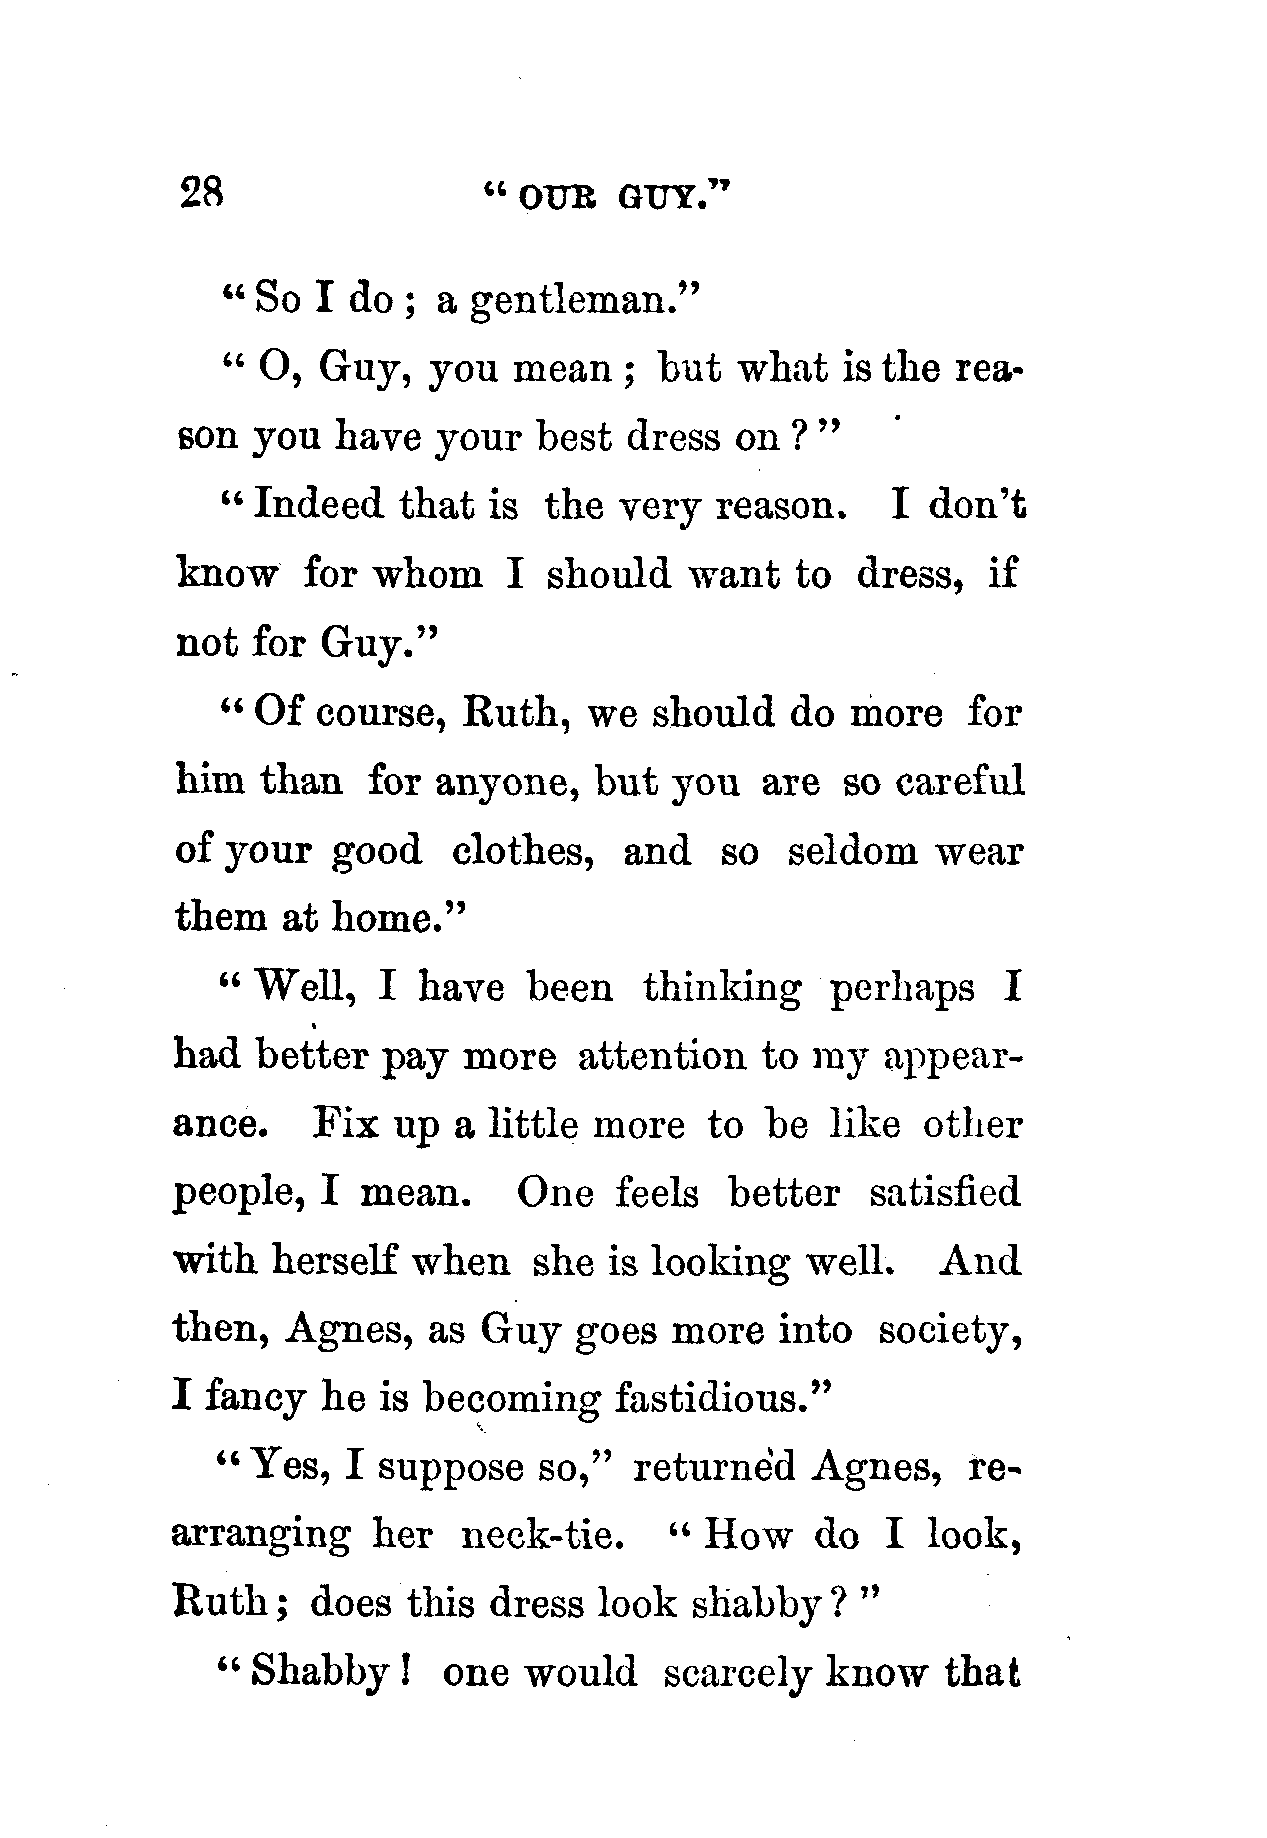 28 “ OUR GUY.”
“ So I do ; a gentleman.”
“ O, Guy, you mean ; but what is the rea-
son you have your best dress on ? ”
“ Indeed that is the very reason. I don’t
know for whom I should want to dress, if
not for Guy.”
“ Of course, Ruth, we should do more for
him than for anyone, but you are so careful
of your good clothes, and so seldom wear
them at home.”
“ Well, I have been thinking perhaps I
had better pay more attention to my appear-
ance. Fix up a little more to be like other
people, I mean. One feels better satisfied
with herself when she is looking well. And
then, Agnes, as Guy goes more into society,
I fancy he is becoming fastidious.”
“ Yes, I suppose so,” returned Agnes, re-
arranging her neck-tie. “ How do I look,
Ruth ; does this dress look shabby ? ”
“ Shabby ! one would scarcely know that